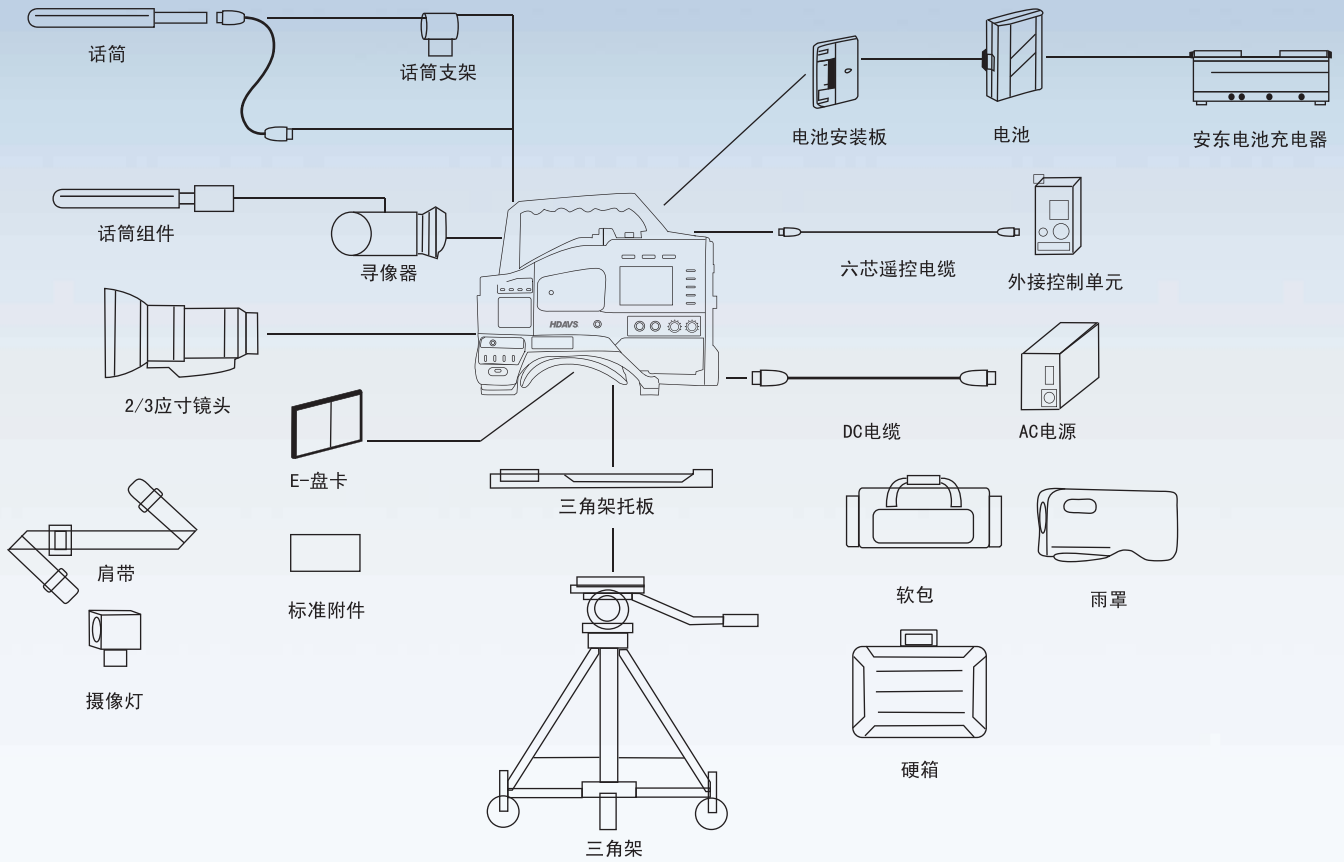 话筒
话筒支架
电池安装板
电池
安东电池充电器
话筒组件
寻像器
六芯遥控电缆
外接控制单元
HDAVS
2/3应寸镜头
DC电缆
AC电源
E-盘卡
三角架托板
肩带
标准附件
软包
雨罩
摄像灯
硬箱
三角架